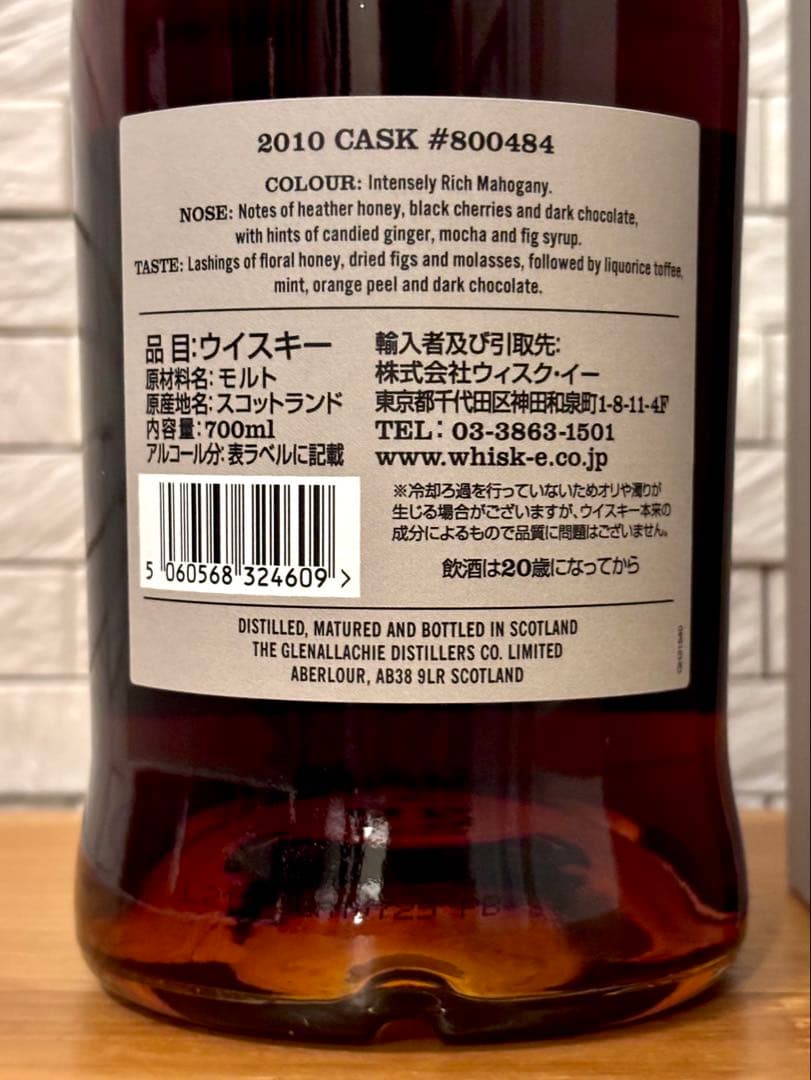 2010 CASK #800484
COLOUR: Intensely Rich Mahogany.
NOSE: Notes of heather honey, black cherries and dark chocolate,
with hints of candied ginger, mocha and fig syrup.
TASTE: Lashings of floral honey, dried figs and molasses, followed by liquorice toffee,
mint, orange peel and dark chocolate.
品目:ウイスキー
原材料名:モルト
原産地名:スコットランド
内容量:700ml
アルコール分:表ラベルに記載
輸入者及び引取先:
株式会社ウィスク・イー
東京都千代田区神田和泉町1-8-11-4F
TEL: 03-3863-1501
www.whisk-e.co.jp
※冷却ろ過を行っていないためオリや濁りが
生じる場合がございますが、ウイスキー本来の
成分によるもので品質に問題はございません。
飲酒は20歳になってから
5 060568 324609 >
DISTILLED, MATURED AND BOTTLED IN SCOTLAND
THE GLENALLACHIE DISTILLERS CO. LIMITED
ABERLOUR, AB38 9LR SCOTLAND